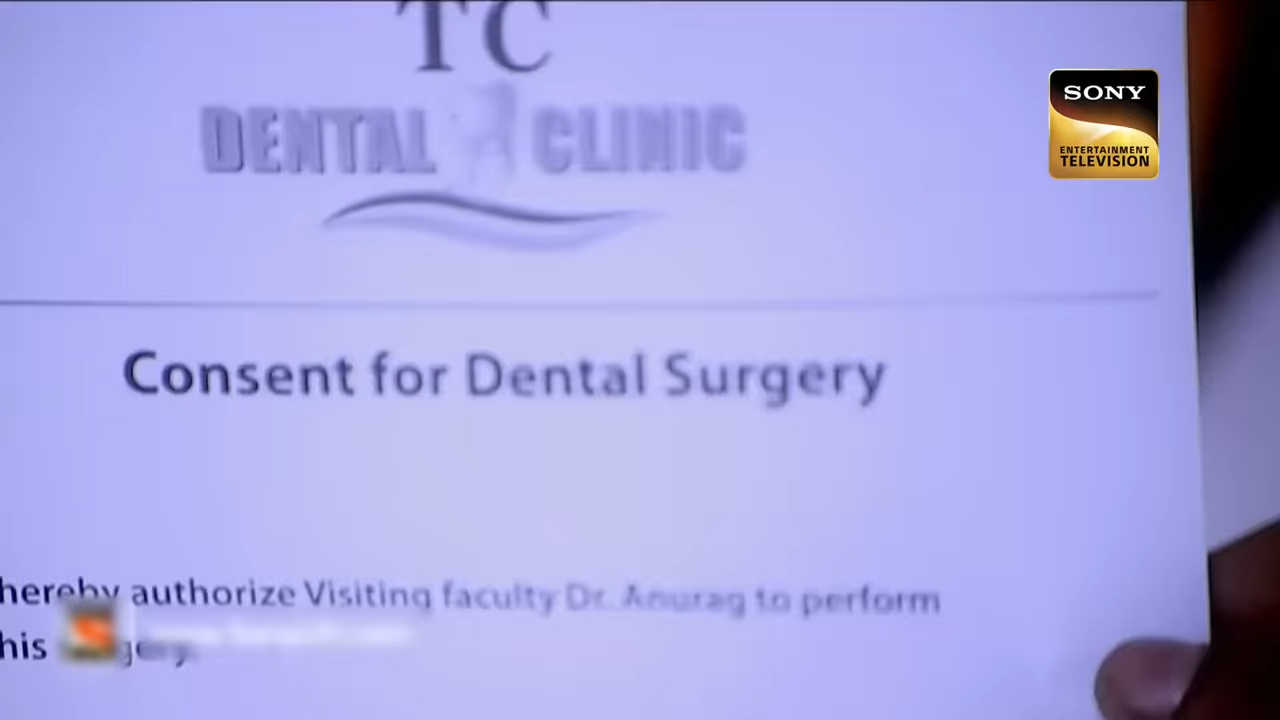 TC
DENTAL CLINIC
SONY
ENTERTAINMENT
TELEVISION
Consent for Dental Surgery
hereby authorize Visiting faculty Dr. Anurag to perform
his